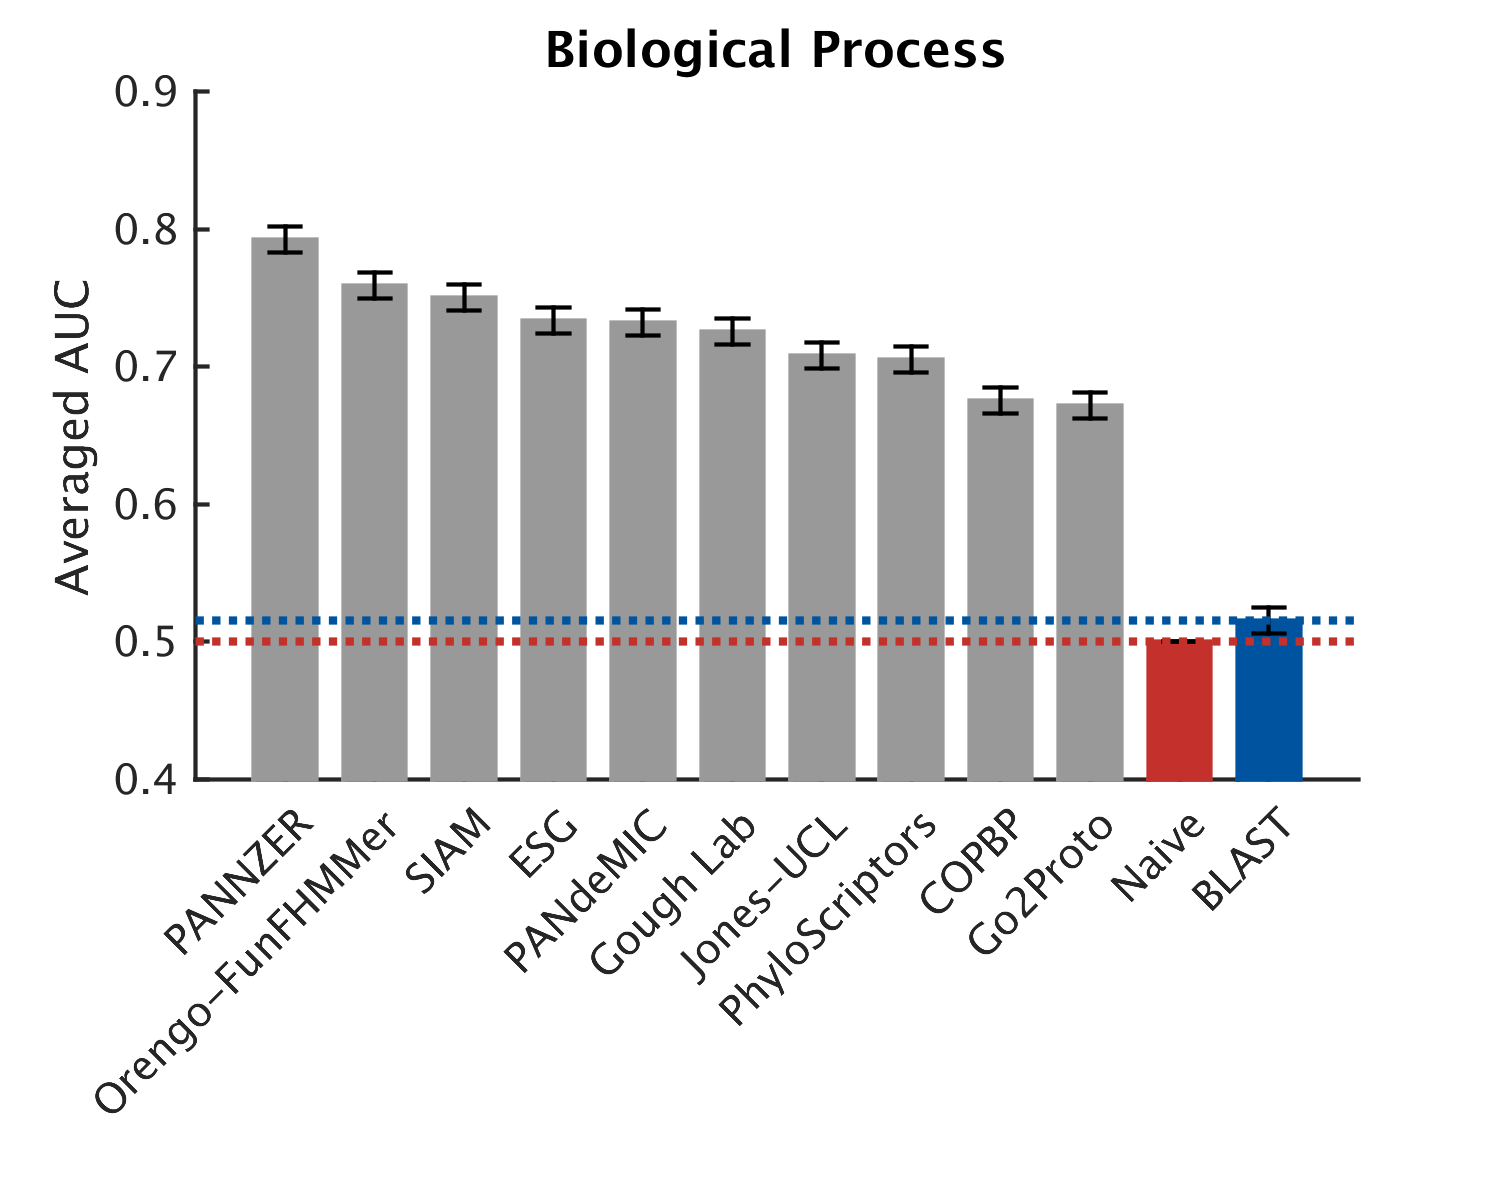 Biological Process
Averaged AUC
0.9
0.8
0.7
0.6
0.5
0.4
PANNZER
Orengo−FunFHMMer
SIAM
ESG
PANdeMIC
Gough Lab
Jones−UCL
PhyloScriptors
COPBP
Go2Proto
Naive
BLAST